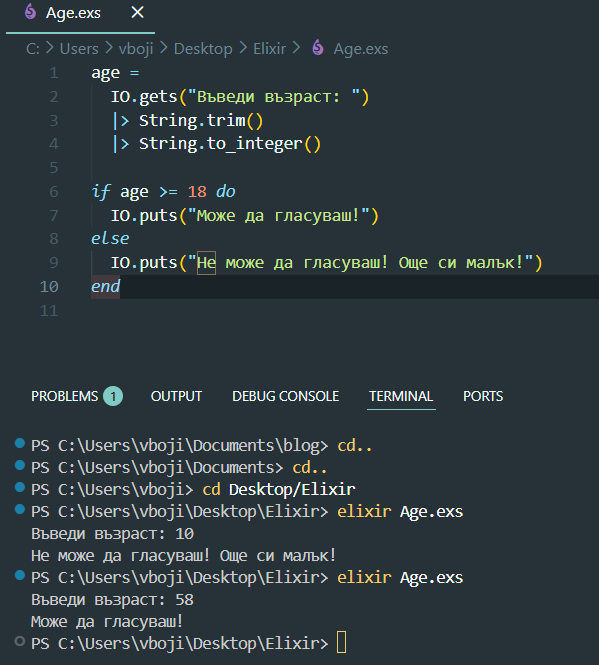 Age.exs
C: > Users > vboji > Desktop > Elixir > Age.exs
1 age =
2   IO.gets("Въведи възраст: ")
3   |> String.trim()
4   |> String.to_integer()
5
6 if age >= 18 do
7   IO.puts("Може да гласуваш!")
8 else
9   IO.puts("Не може да гласуваш! Още си малък!")
10 end
11
PROBLEMS 1 OUTPUT DEBUG CONSOLE TERMINAL PORTS
PS C:\Users\vboji\Documents\blog> cd..
PS C:\Users\vboji\Documents> cd..
PS C:\Users\vboji> cd Desktop/Elixir
PS C:\Users\vboji\Desktop\Elixir> elixir Age.exs
Въведи възраст: 10
Не може да гласуваш! Още си малък!
PS C:\Users\vboji\Desktop\Elixir> elixir Age.exs
Въведи възраст: 58
Може да гласуваш!
PS C:\Users\vboji\Desktop\Elixir>